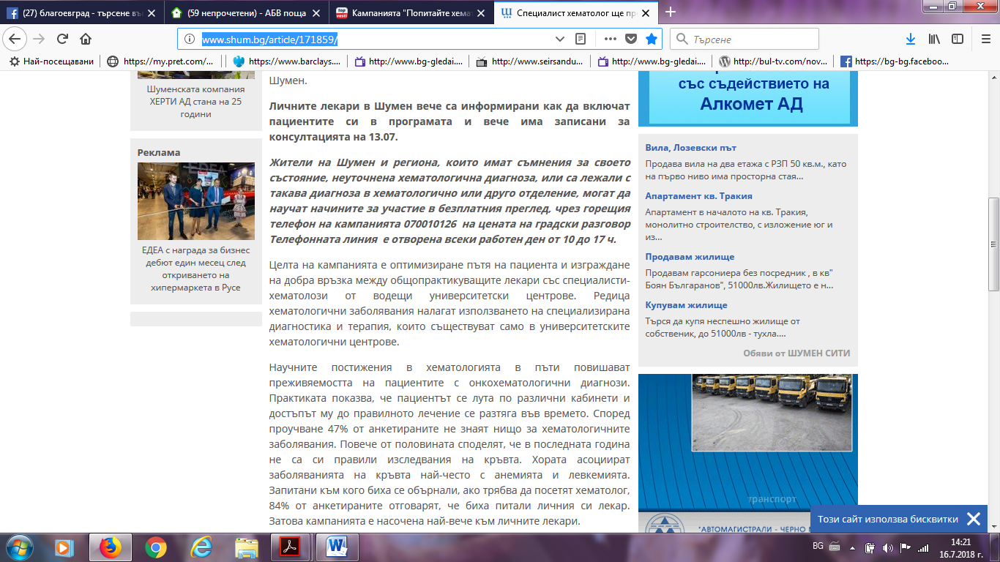 (27) благоевград - търсене във
(59 непрочетени) - АБВ поща
Кампанията "Попитайте хемат
Специалист хематолог ще пр
www.shum.bg/article/171859/
Търсене
Най-посещавани
https://my.pret.com/...
http://www.barclays....
http://www.bg-gledai....
http://www.seirsandu...
http://www.bg-gledai....
http://bul-tv.com/nov...
https://bg-bg.faceboo...
Шуменската компания
ХЕРТИ АД стана на 25
години
Реклама
ЕДЕА с награда за бизнес
дебют един месец след
откриването на
хипермаркета в Русе
Шумен.
Личните лекари в Шумен вече са информирани как да включат
пациентите си в програмата и вече има записани за
консултацията на 13.07.
Жители на Шумен и региона, които имат съмнения за своето
състояние, неуточнена хематологична диагноза, или са лежали с
такава диагноза в хематологично или друго отделение, могат да
научат начините за участие в безплатния преглед, чрез горещия
телефон на кампанията 070010126 на цената на градски разговор
Телефонната линия е отворена всеки работен ден от 10 до 17 ч.
Целта на кампанията е оптимизиране пътя на пациента и изграждане
на добра връзка между общопрактикуващите лекари със специалисти-
хематолози от водещи университетски центрове. Редица
хематологични заболявания налагат използването на специализирана
диагностика и терапия, които съществуват само в университетските
хематологични центрове.
Научните постижения в хематологията в пъти повишават
преживяемостта на пациентите с онкохематологични диагнози.
Практиката показва, че пациентът се лута по различни кабинети и
достъпът му до правилното лечение се разтяга във времето. Според
проучване 47% от анкетираните не знаят нищо за хематологичните
заболявания. Повече от половината споделят, че в последната година
не са си правили изследвания на кръвта. Хората асоциират
заболяванията на кръвта най-често с анемията и левкемията.
Запитани към кого биха се обърнали, ако трябва да посетят хематолог,
84% от анкетираните отговарят, че биха питали личния си лекар.
Затова кампанията е насочена най-вече към личните лекари.
със съдействието на
Алкомет АД
Вила, Лозевски път
Продава вила на два етажа с РЗП 50 кв.м., като
на първо ниво има просторна стая...
Апартамент кв. Тракия
Апартамент в началото на кв. Тракия,
монолитно строителство, с изложение юг и
из...
Продавам жилище
Продавам гарсониера без посредник , в кв"
Боян Българанов", 51000лв.Жилището е н...
Купувам жилище
Търся да купя неспешно жилище от
собственик, до 51000лв - тухла....
Обяви от ШУМЕН СИТИ
транспорт
"АВТОМАГИСТРАЛИ - ЧЕРНО М
Този сайт използва бисквитки
BG
14:21
16.7.2018 г.